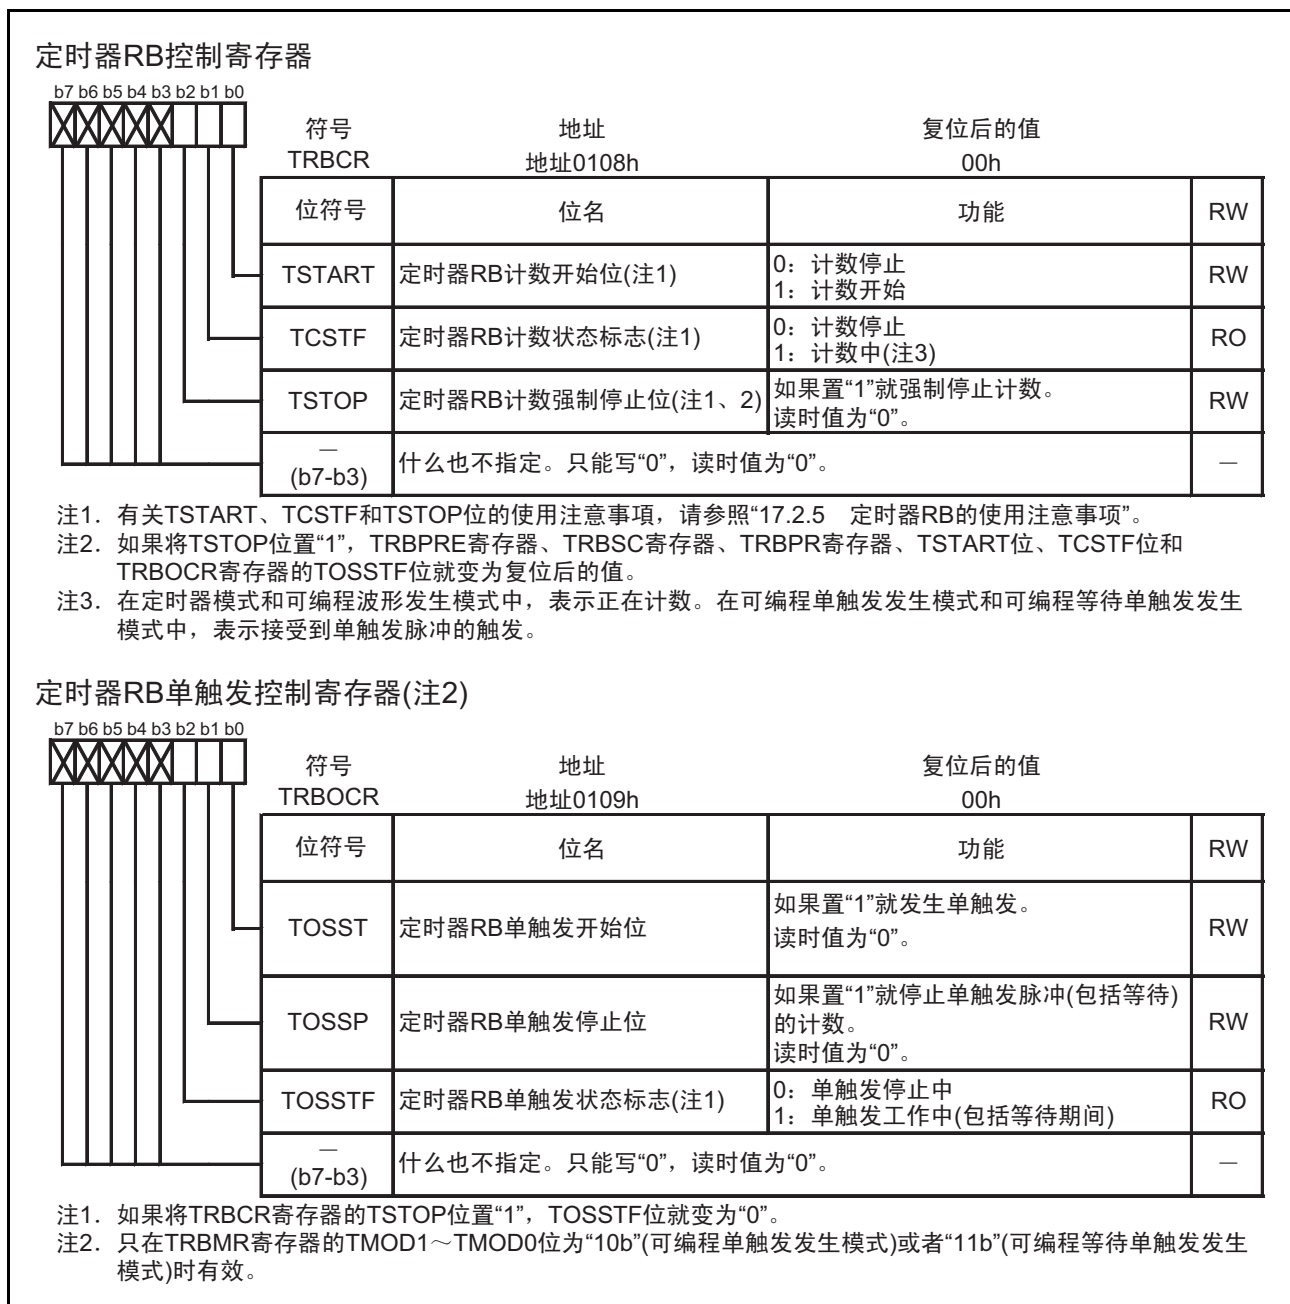 定时器RB控制寄存器
b7 b6 b5 b4 b3 b2 b1 b0
符号 地址 复位后的值
TRBCR 地址0108h 00h
位符号 位名 功能 RW
TSTART 定时器RB计数开始位(注1) 0：计数停止
1：计数开始 RW
TCSTF 定时器RB计数状态标志(注1) 0：计数停止
1：计数中(注3) RO
TSTOP 定时器RB计数强制停止位(注1、2) 如果置“1”就强制停止计数。
读时值为“0”。 RW
—
(b7-b3) 什么也不指定。只能写“0”，读时值为“0”。 —
注1．有关TSTART、TCSTF和TSTOP位的使用注意事项，请参照“17.2.5 定时器RB的使用注意事项”。
注2．如果将TSTOP位置“1”，TRBPRE寄存器、TRBSC寄存器、TRBPR寄存器、TSTART位、TCSTF位和
TRBOCR寄存器的TOSSTF位就变为复位后的值。
注3．在定时器模式和可编程波形发生模式中，表示正在计数。在可编程单触发发生模式和可编程等待单触发发生
模式中，表示接受到单触发脉冲的触发。
定时器RB单触发控制寄存器(注2)
b7 b6 b5 b4 b3 b2 b1 b0
符号 地址 复位后的值
TRBOCR 地址0109h 00h
位符号 位名 功能 RW
TOSST 定时器RB单触发开始位 如果置“1”就发生单触发。
读时值为“0”。 RW
TOSSP 定时器RB单触发停止位 如果置“1”就停止单触发脉冲(包括等待)
的计数。
读时值为“0”。 RW
TOSSTF 定时器RB单触发状态标志(注1) 0：单触发停止中
1：单触发工作中(包括等待期间) RO
—
(b7-b3) 什么也不指定。只能写“0”，读时值为“0”。 —
注1．如果将TRBCR寄存器的TSTOP位置“1”，TOSSTF位就变为“0”。
注2．只在TRBMR寄存器的TMOD1～TMOD0位为“10b”(可编程单触发发生模式)或者“11b”(可编程等待单触发发生
模式)时有效。